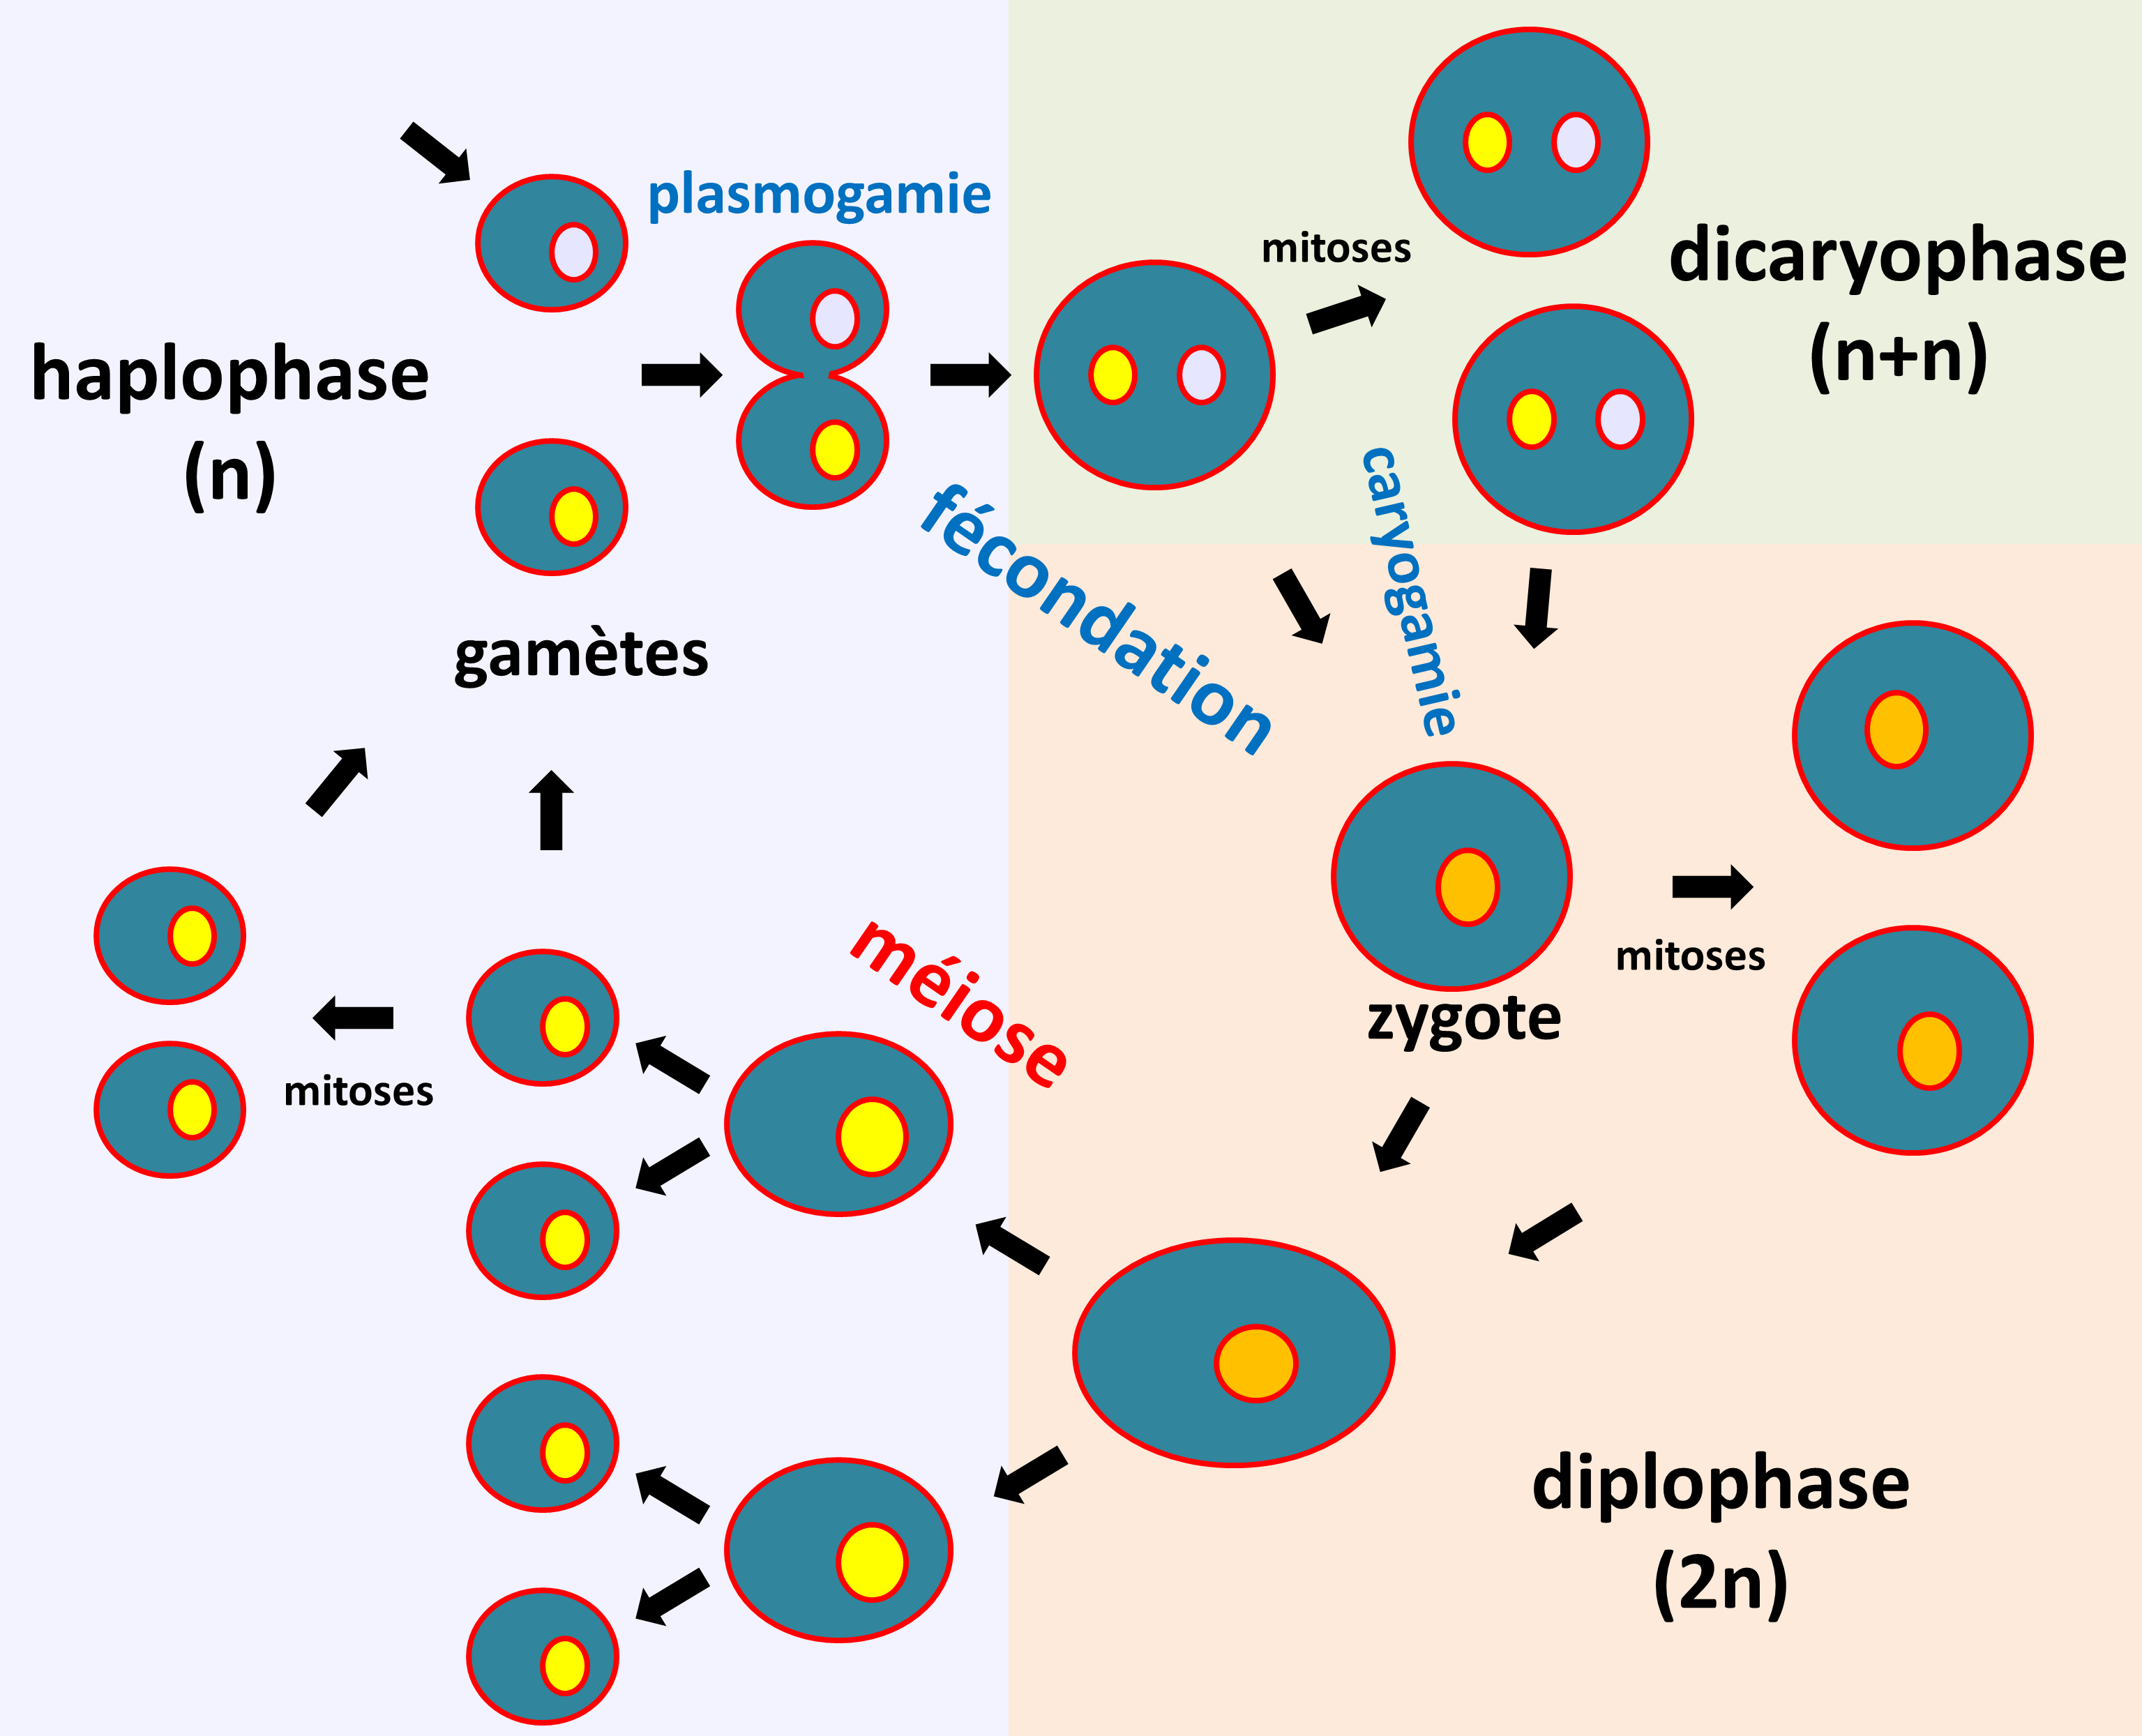 plasmogamie
mitoses
dicaryophase
(n+n)
haplophase
(n)
fécondation
caryogamie
gamètes
méiose
mitoses
zygote
mitoses
diplophase
(2n)